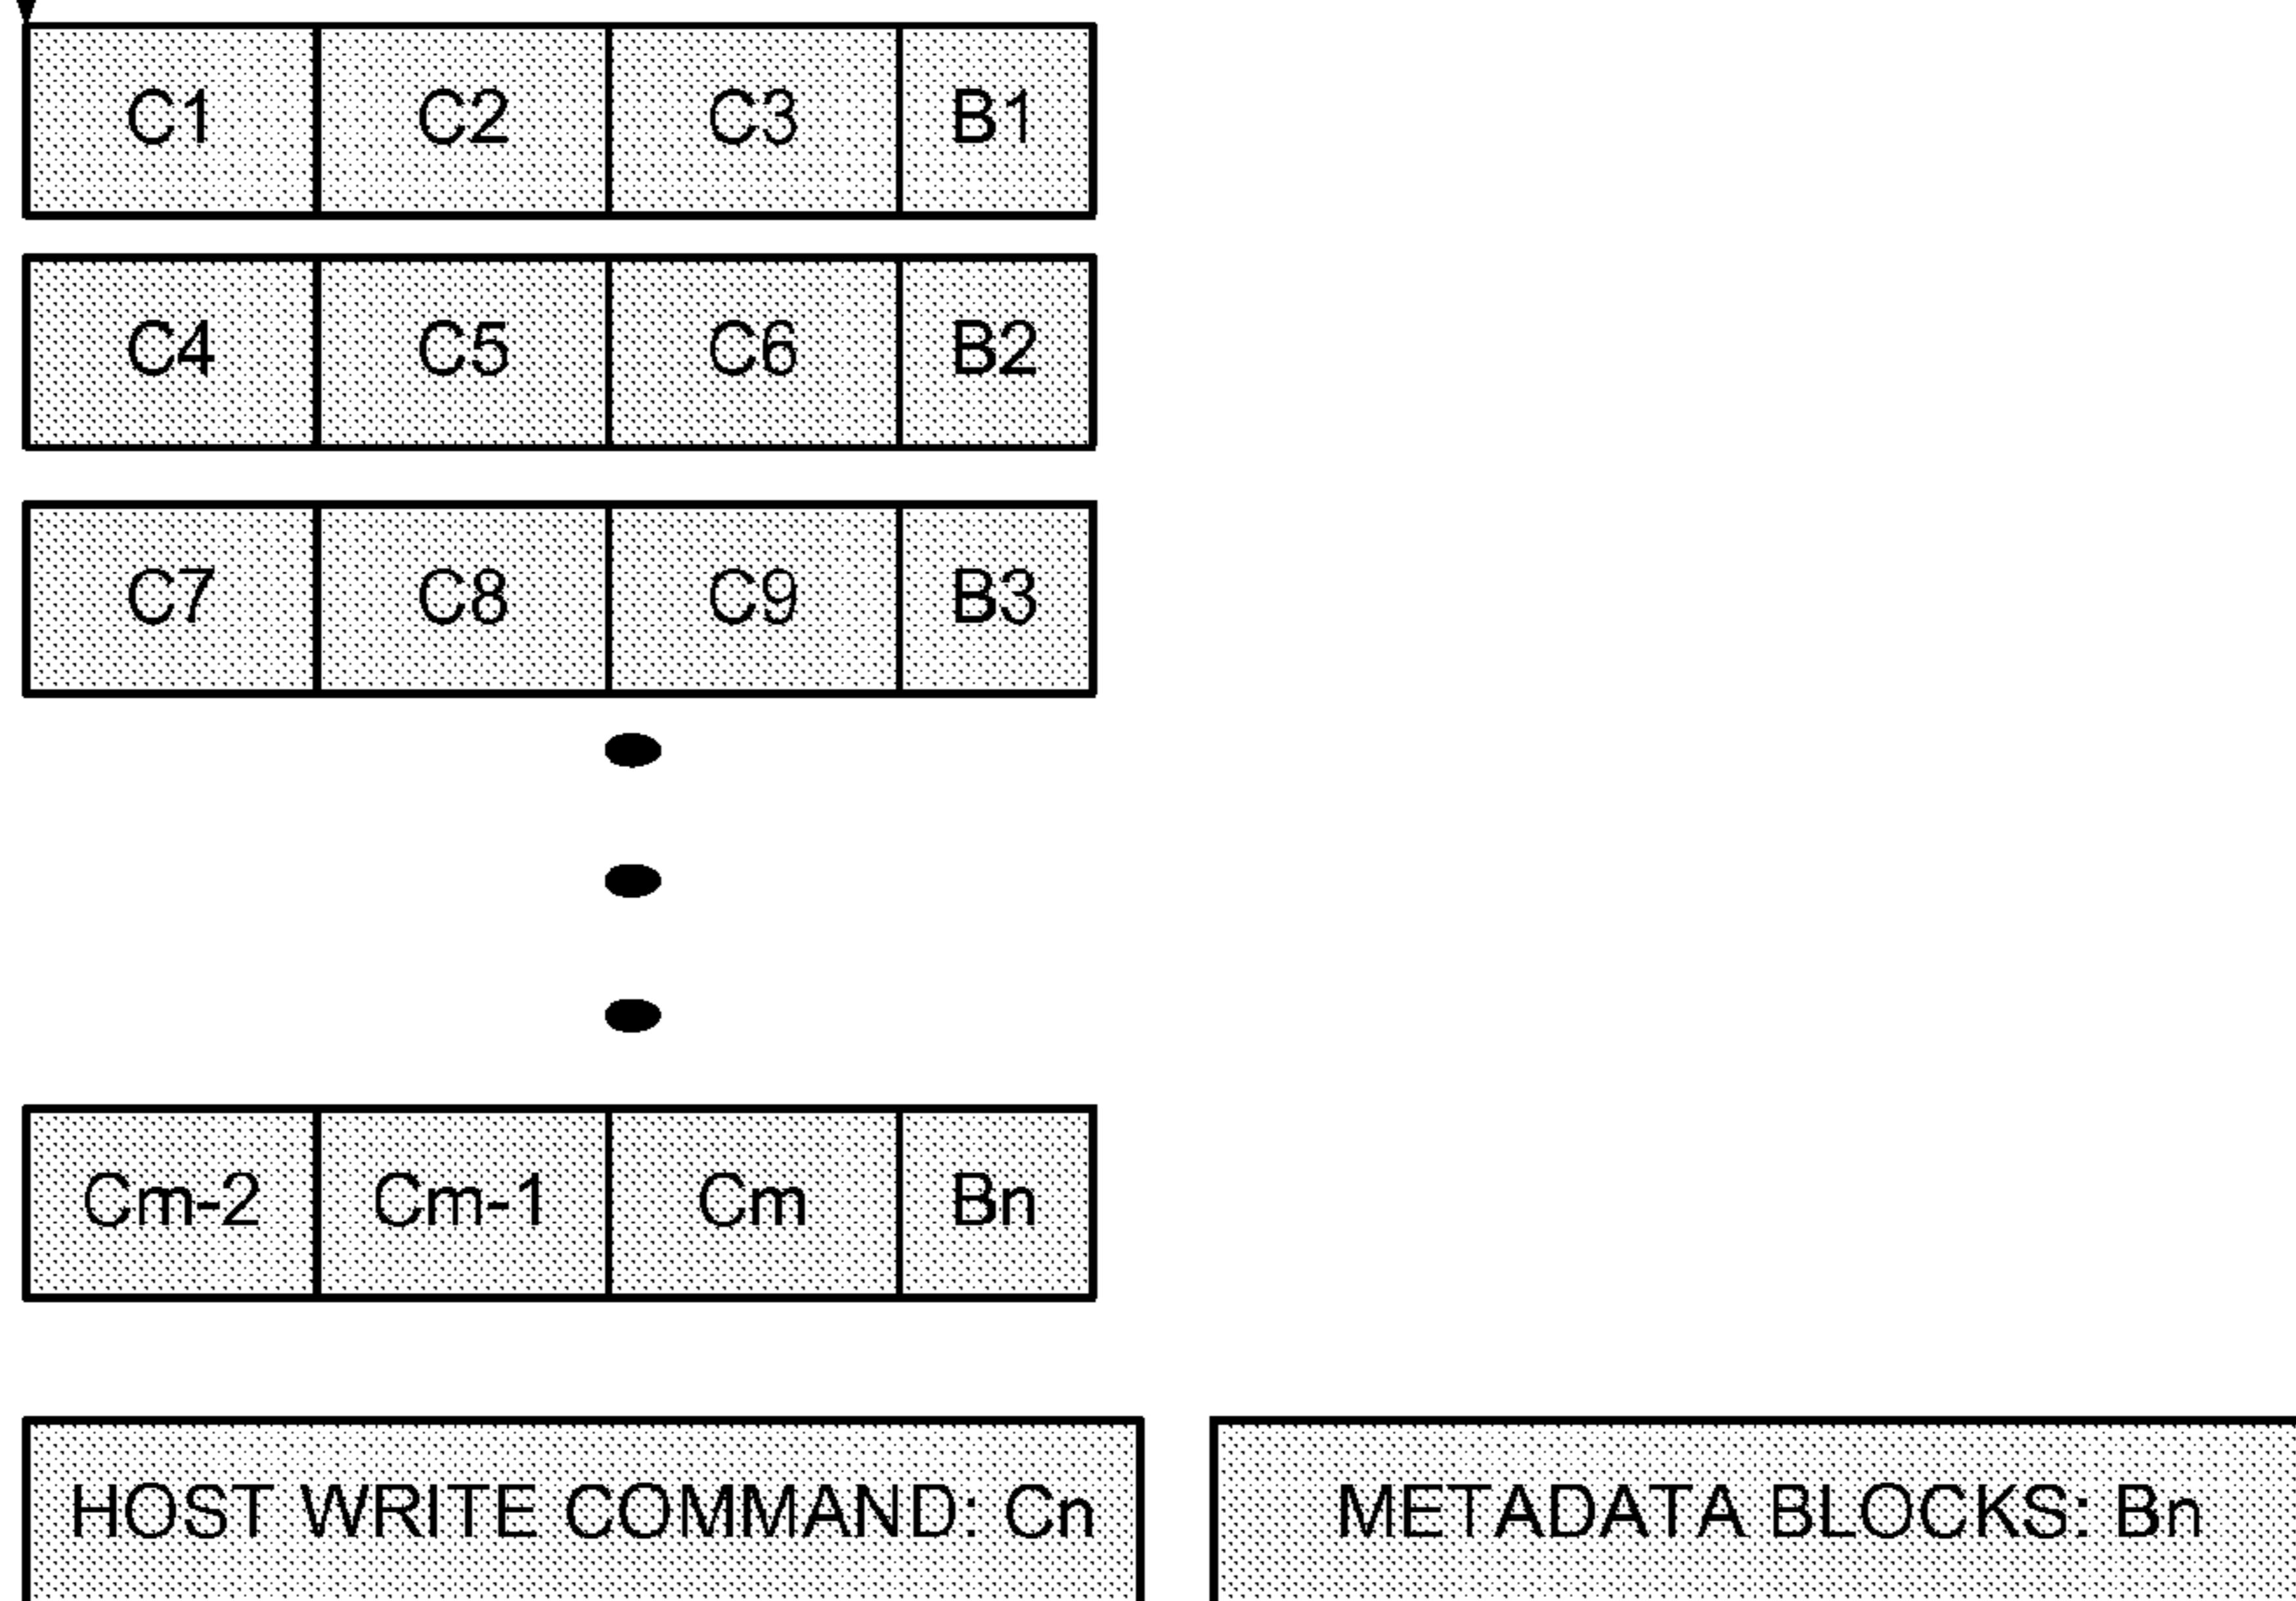 C1 C2 C3 B1
C4 C5 C6 B2
C7 C8 C9 B3
Cm-2 Cm-1 Cm Bn
HOST WRITE COMMAND: Cn METADATA BLOCKS: Bn